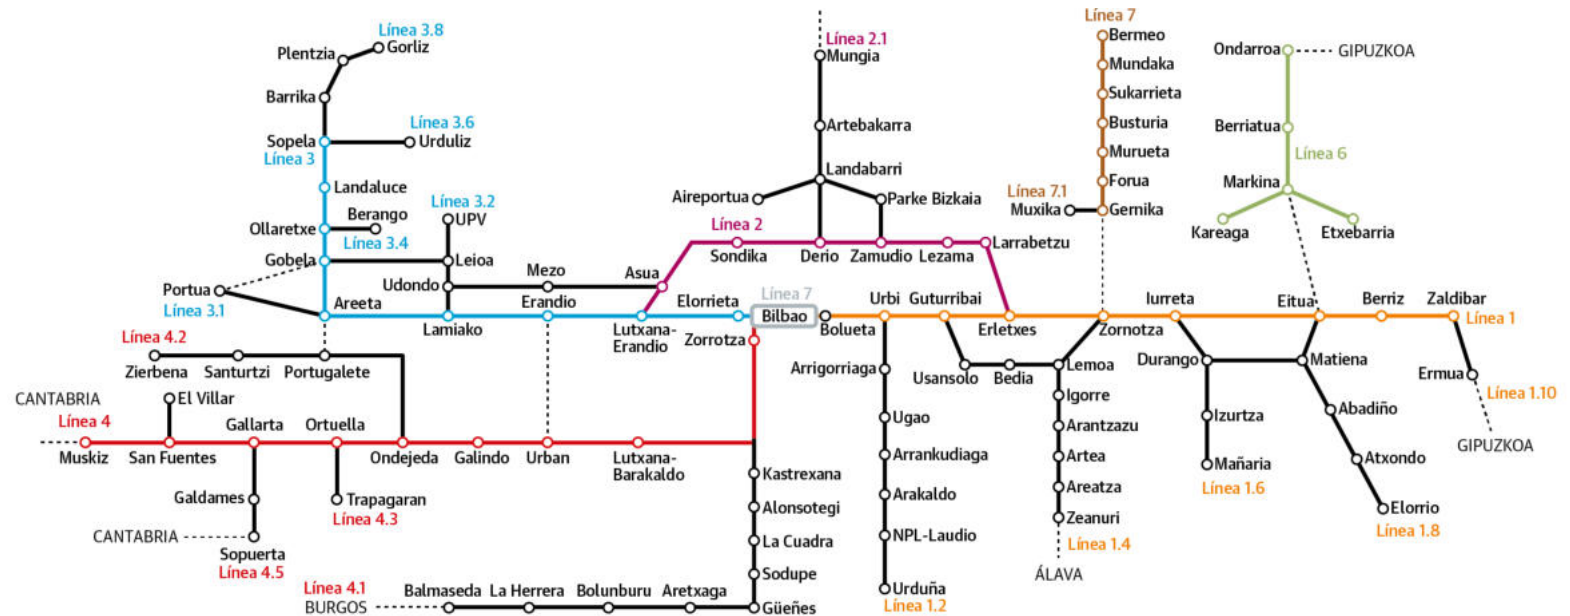 Línea 3.8
Gorliz
Plentzia
Barrika
Línea 3.6
Sopela
Urduliz
Línea 3
Landaluce
Línea 3.2
Berango
UPV
Ollaretxe
Línea 3.4
Gobela
Leioa
Portua
Udondo
Mezo
Asua
Línea 3.1
Areeta
Erandio
Elorrieta
Lamiako
Lutxana-
Erandio
Línea 2.1
Mungia
Artebakarra
Landabarri
Aireportua
Parke Bizkaia
Línea 2
Larrabetzu
Sondika
Derio
Zamudio
Lezama
Línea 7
Bermeo
Mundaka
Sukarrieta
Busturia
Murueta
Forua
Línea 7.1
Muxika
Gernika
Ondarroa
GIPUZKOA
Berriatua
Línea 6
Markina
Kareaga
Etxebarria
Línea 7
Bilbao
Bolueta
Urbi
Guturribai
Erletxes
Zornotza
Iurreta
Eitua
Berriz
Zaldibar
Línea 1
Zorrotza
Línea 4.2
Zierbena
Santurtzi
Portugalete
CANTABRIA
El Villar
Línea 4
Gallarta
Ortuella
Muskiz
San Fuentes
Ondejeda
Galindo
Urban
Lutxana-
Barakaldo
Galdames
Trapagaran
Línea 4.3
CANTABRIA
Sopuerta
Línea 4.5
Kastrexana
Alonsotegi
La Cuadra
Sodupe
Güeñes
Línea 4.1
BURGOS
Balmaseda
La Herrera
Bolunburu
Aretxaga
Arrigorriaga
Ugao
Arrankudiaga
Arakaldo
NPL-Laudio
Urduña
Línea 1.2
Usansolo
Bedia
Lemoa
Igorre
Arantzazu
Artea
Areatza
Zeanuri
Línea 1.4
ÁLAVA
Durango
Matiena
Izurtza
Mañaria
Línea 1.6
Abadiño
Atxondo
Elorrio
Línea 1.8
Ermua
Línea 1.10
GIPUZKOA